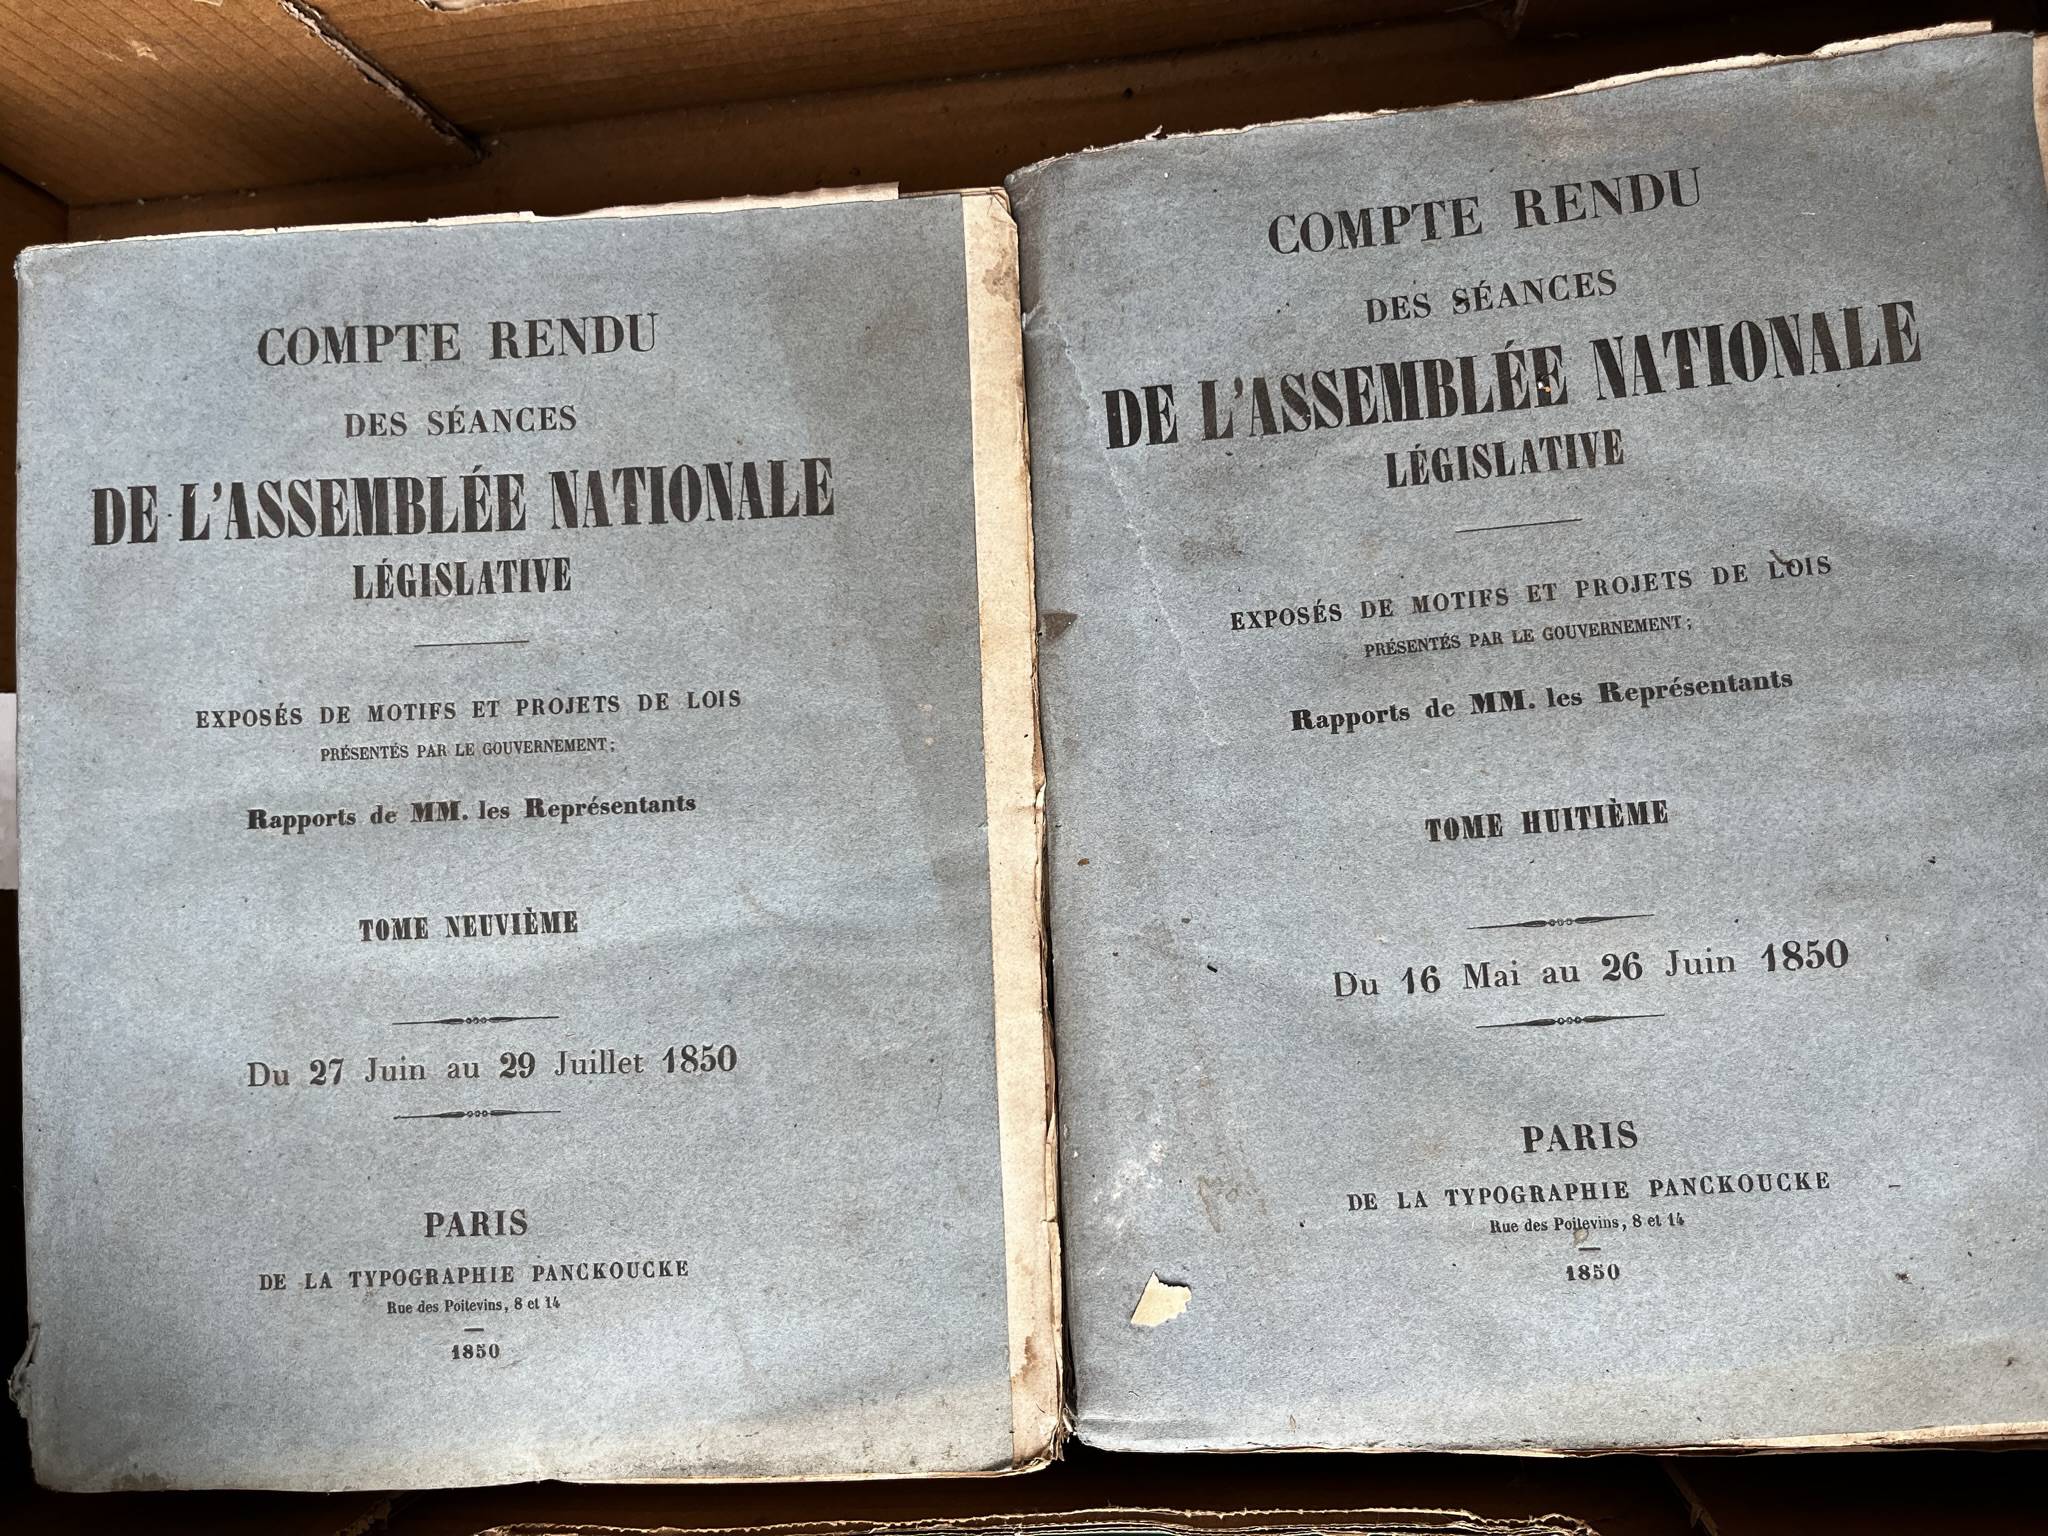 COMPTE RENDU
DES SÉANCES
DE L'ASSEMBLÉE NATIONALE
LÉGISLATIVE
EXPOSÉS DE MOTIFS ET PROJETS DE LOIS
PRÉSENTÉS PAR LE GOUVERNEMENT;
Rapports de MM. les Représentants
TOME NEUVIÈME
Du 27 Juin au 29 Juillet 1850
PARIS
DE LA TYPOGRAPHIE PANCKOUCKE
Rue des Poitevins, 8 et 14
1850
COMPTE RENDU
DES SÉANCES
DE L'ASSEMBLÉE NATIONALE
LÉGISLATIVE
EXPOSÉS DE MOTIFS ET PROJETS DE LOIS
PRÉSENTÉS PAR LE GOUVERNEMENT;
Rapports de MM. les Représentants
TOME HUITIÈME
Du 16 Mai au 26 Juin 1850
PARIS
DE LA TYPOGRAPHIE PANCKOUCKE
Rue des Poitevins, 8 et 14
1850